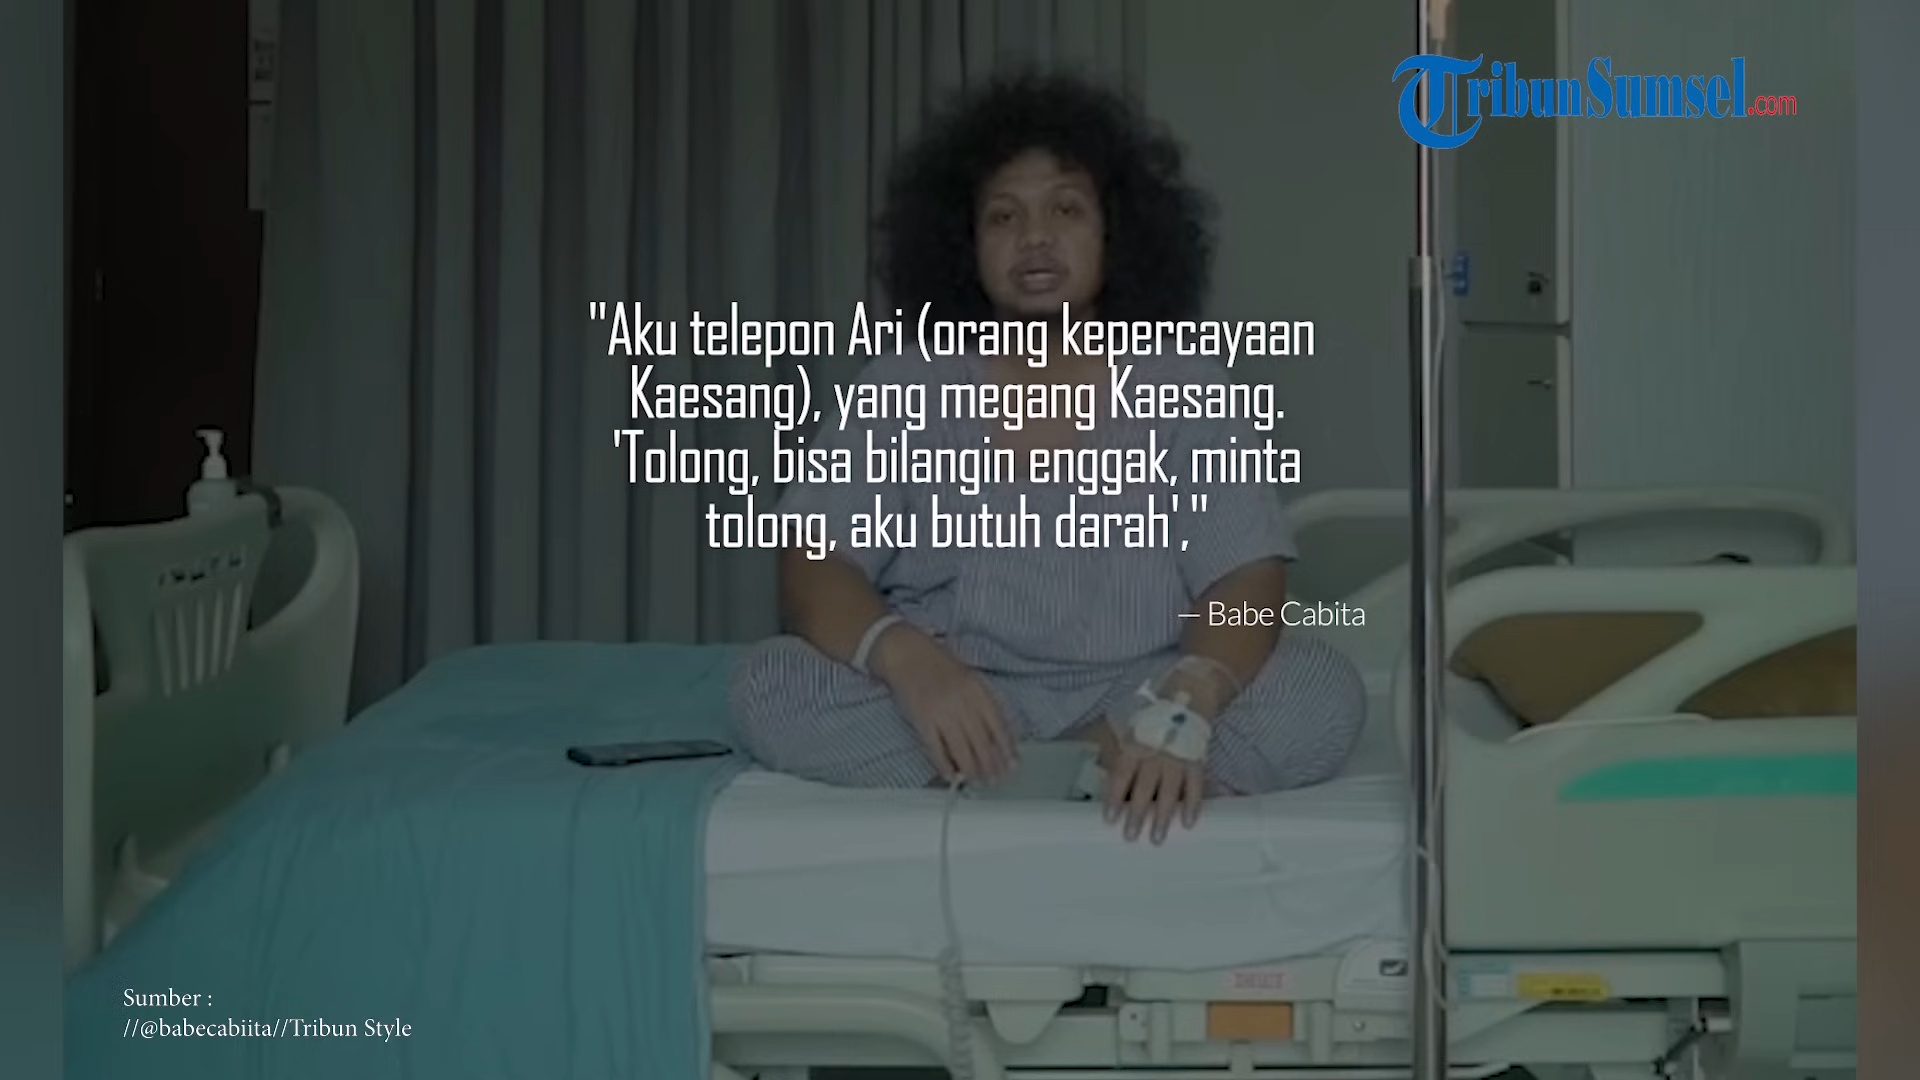 TribunSumsel.com
"Aku telepon Ari (orang kepercayaan
Kaesang), yang megang Kaesang.
'Tolong, bisa bilangin enggak, minta
tolong, aku butuh darah',"
— Babe Cabita
Sumber :
//@babecabiita//Tribun Style